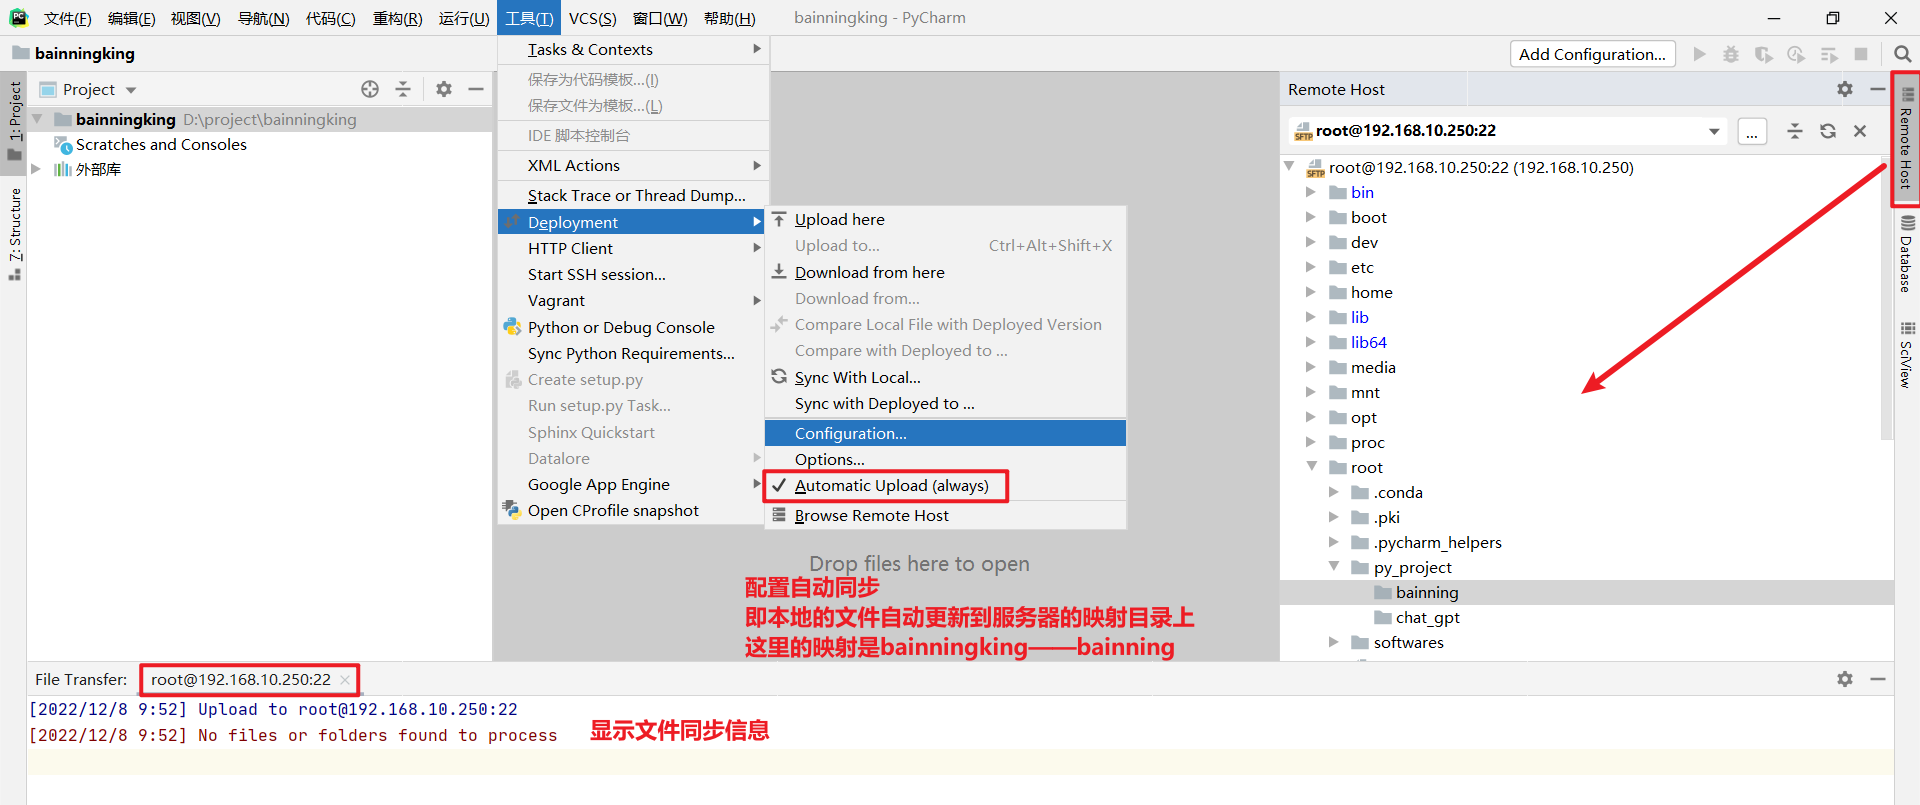 文件(F) 编辑(E) 视图(V) 导航(N) 代码(C) 重构(R) 运行(U) 工具(T) VCS(S) 窗口(W) 帮助(H) bainningking - PyCharm
bainningking
Add Configuration...
1: Project
7: Structure
Project
bainningking D:\project\bainningking
Scratches and Consoles
外部库
Tasks & Contexts
保存为代码模板...(I)
保存文件为模板...(L)
IDE 脚本控制台
XML Actions
Stack Trace or Thread Dump...
Deployment
HTTP Client
Start SSH session...
Vagrant
Python or Debug Console
Sync Python Requirements...
Create setup.py
Run setup.py Task...
Sphinx Quickstart
Datalore
Google App Engine
Open CProfile snapshot
Upload here
Upload to... Ctrl+Alt+Shift+X
Download from here
Download from...
Compare Local File with Deployed Version
Compare with Deployed to ...
Sync With Local...
Sync with Deployed to ...
Configuration...
Options...
Automatic Upload (always)
Browse Remote Host
Drop files here to open
配置自动同步
即本地的文件自动更新到服务器的映射目录上
这里的映射是bainningking——bainning
Remote Host
SFTP root@192.168.10.250:22
...
SFTP root@192.168.10.250:22 (192.168.10.250)
bin
boot
dev
etc
home
lib
lib64
media
mnt
opt
proc
root
.conda
.pki
.pycharm_helpers
py_project
bainning
chat_gpt
softwares
Remote Host
Database
SciView
File Transfer: root@192.168.10.250:22
[2022/12/8 9:52] Upload to root@192.168.10.250:22
[2022/12/8 9:52] No files or folders found to process
显示文件同步信息